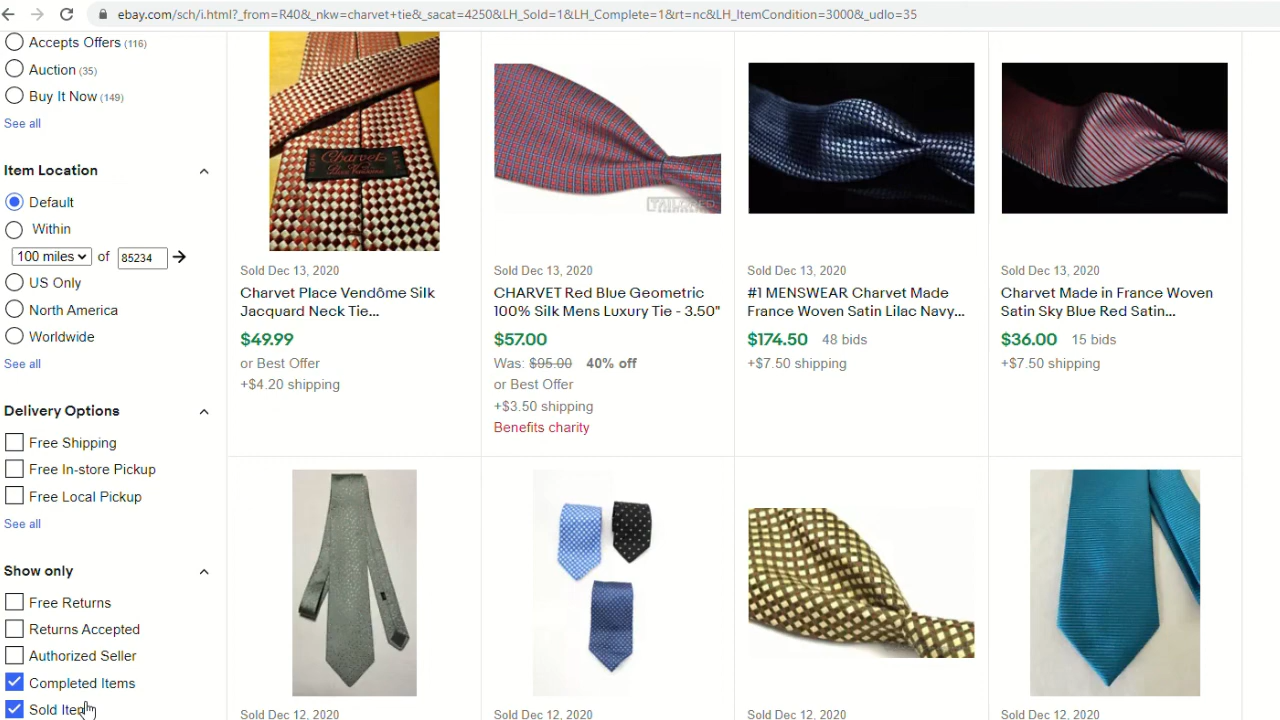 ebay.com/sch/i.html?_from=R40&_nkw=charvet+tie&_sacat=4250&LH_Sold=1&LH_Complete=1&rt=nc&LH_ItemCondition=3000&_udlo=35
Accepts Offers (116)
Auction (35)
Buy It Now (149)
See all
Item Location
Default
Within
100 miles of 85234
US Only
North America
Worldwide
See all
Delivery Options
Free Shipping
Free In-store Pickup
Free Local Pickup
See all
Show only
Free Returns
Returns Accepted
Authorized Seller
Completed Items
Sold Ite
Charvet
TAILORED
Sold Dec 13, 2020
Charvet Place Vendôme Silk
Jacquard Neck Tie...
$49.99
or Best Offer
+$4.20 shipping
Sold Dec 13, 2020
CHARVET Red Blue Geometric
100% Silk Mens Luxury Tie - 3.50"
$57.00
Was: $95.00 40% off
or Best Offer
+$3.50 shipping
Benefits charity
Sold Dec 13, 2020
#1 MENSWEAR Charvet Made
France Woven Satin Lilac Navy...
$174.50 48 bids
+$7.50 shipping
Sold Dec 13, 2020
Charvet Made in France Woven
Satin Sky Blue Red Satin...
$36.00 15 bids
+$7.50 shipping
Sold Dec 12, 2020
Sold Dec 12, 2020
Sold Dec 12, 2020
Sold Dec 12, 2020